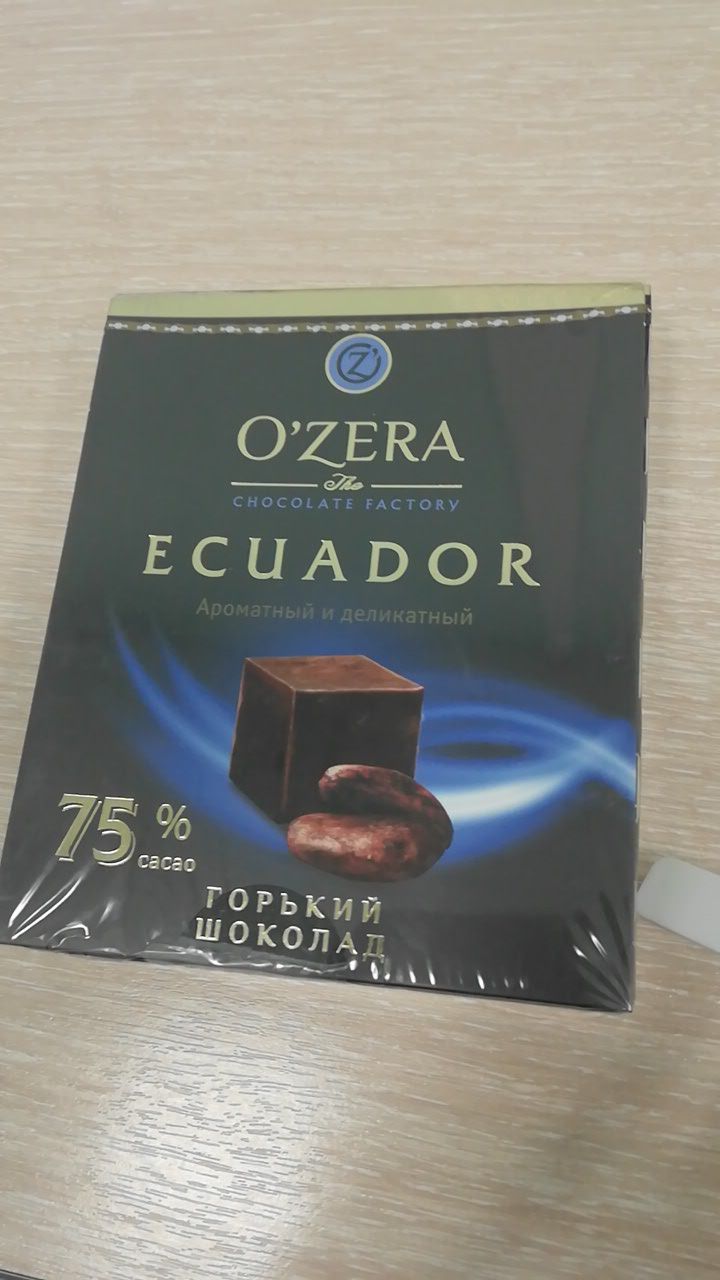 O'ZERA
The
CHOCOLATE FACTORY
ECUADOR
Ароматный и деликатный
75 %
cacao
ГОРЬКИЙ
ШОКОЛАД